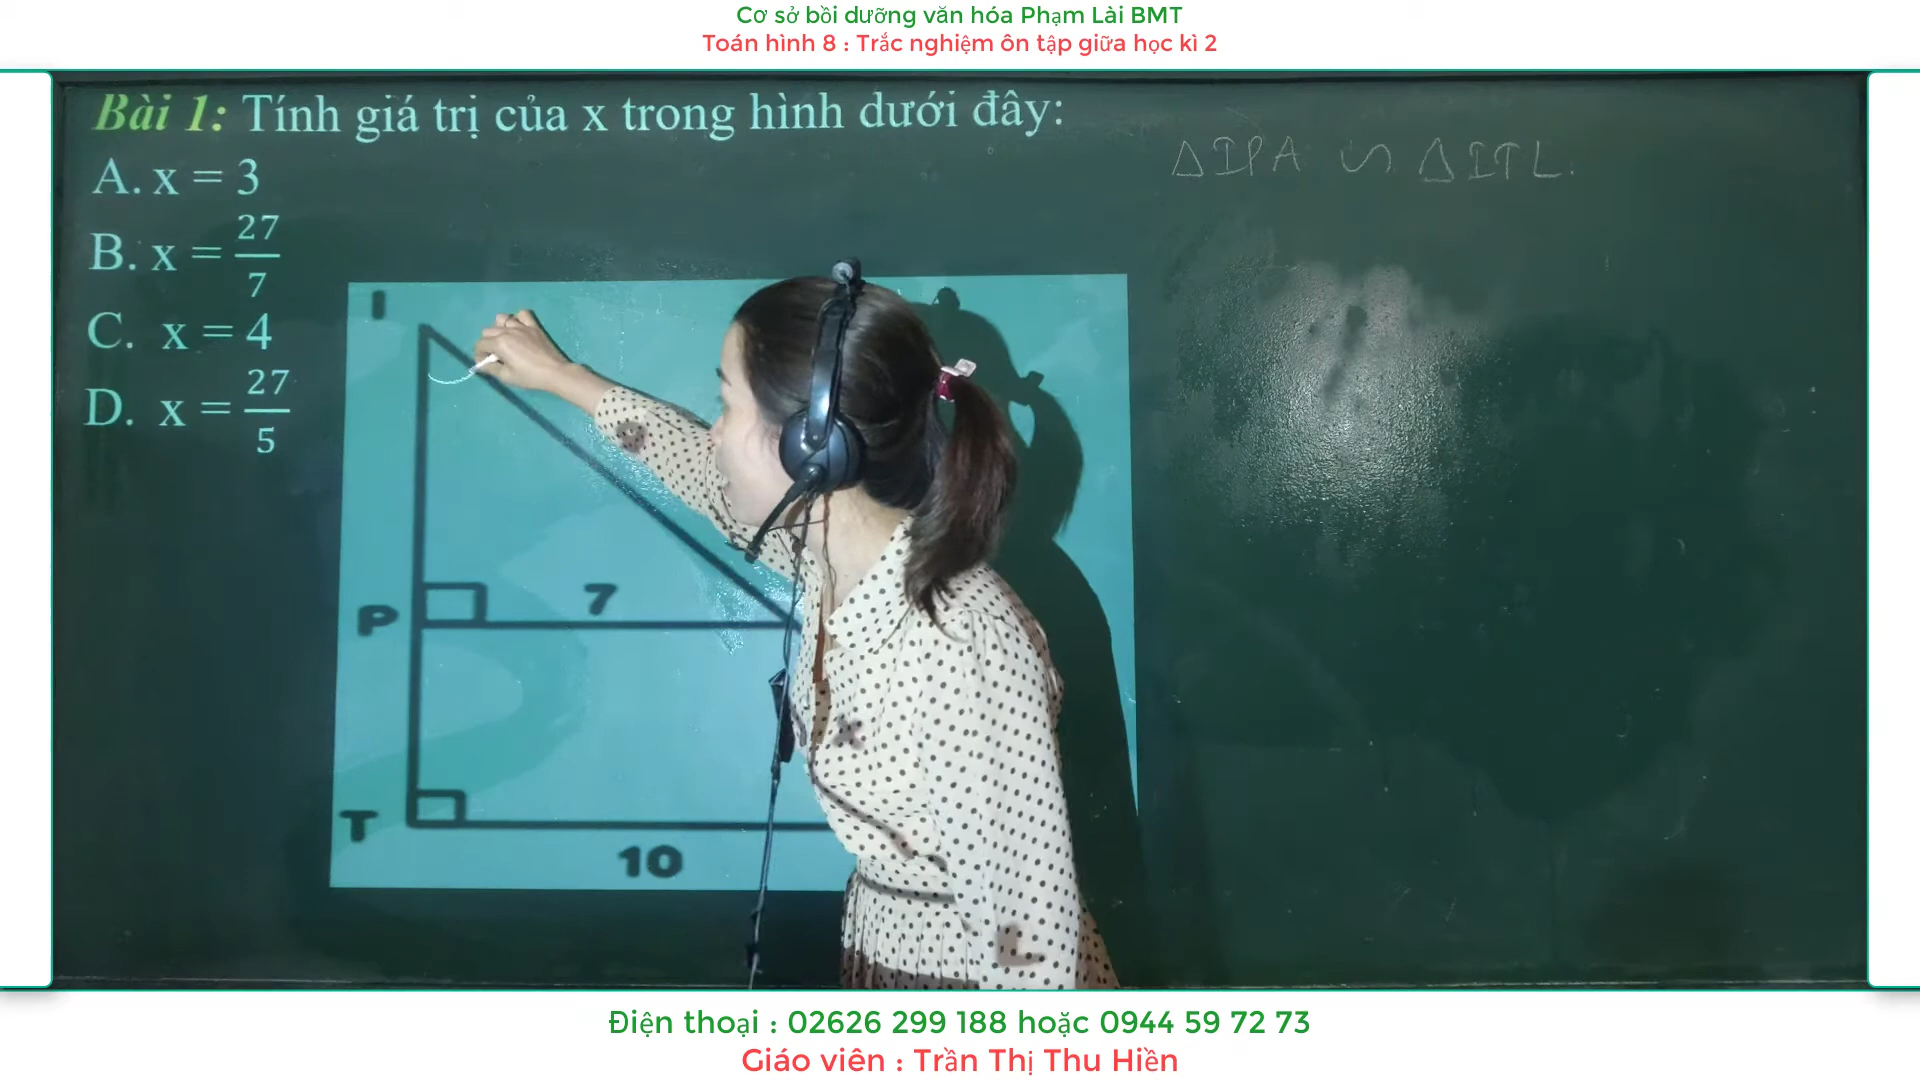 Cơ sở bồi dưỡng văn hóa Phạm Lài BMT
Toán hình 8 : Trắc nghiệm ôn tập giữa học kì 2
Bài 1: Tính giá trị của x trong hình dưới đây:
A. x = 3
B. x = 27/7
C. x = 4
D. x = 27/5
ΔIPA ∽ ΔITL.
I
7
P
x
T
10
L
Điện thoại : 02626 299 188 hoặc 0944 59 72 73
Giáo viên : Trần Thị Thu Hiền